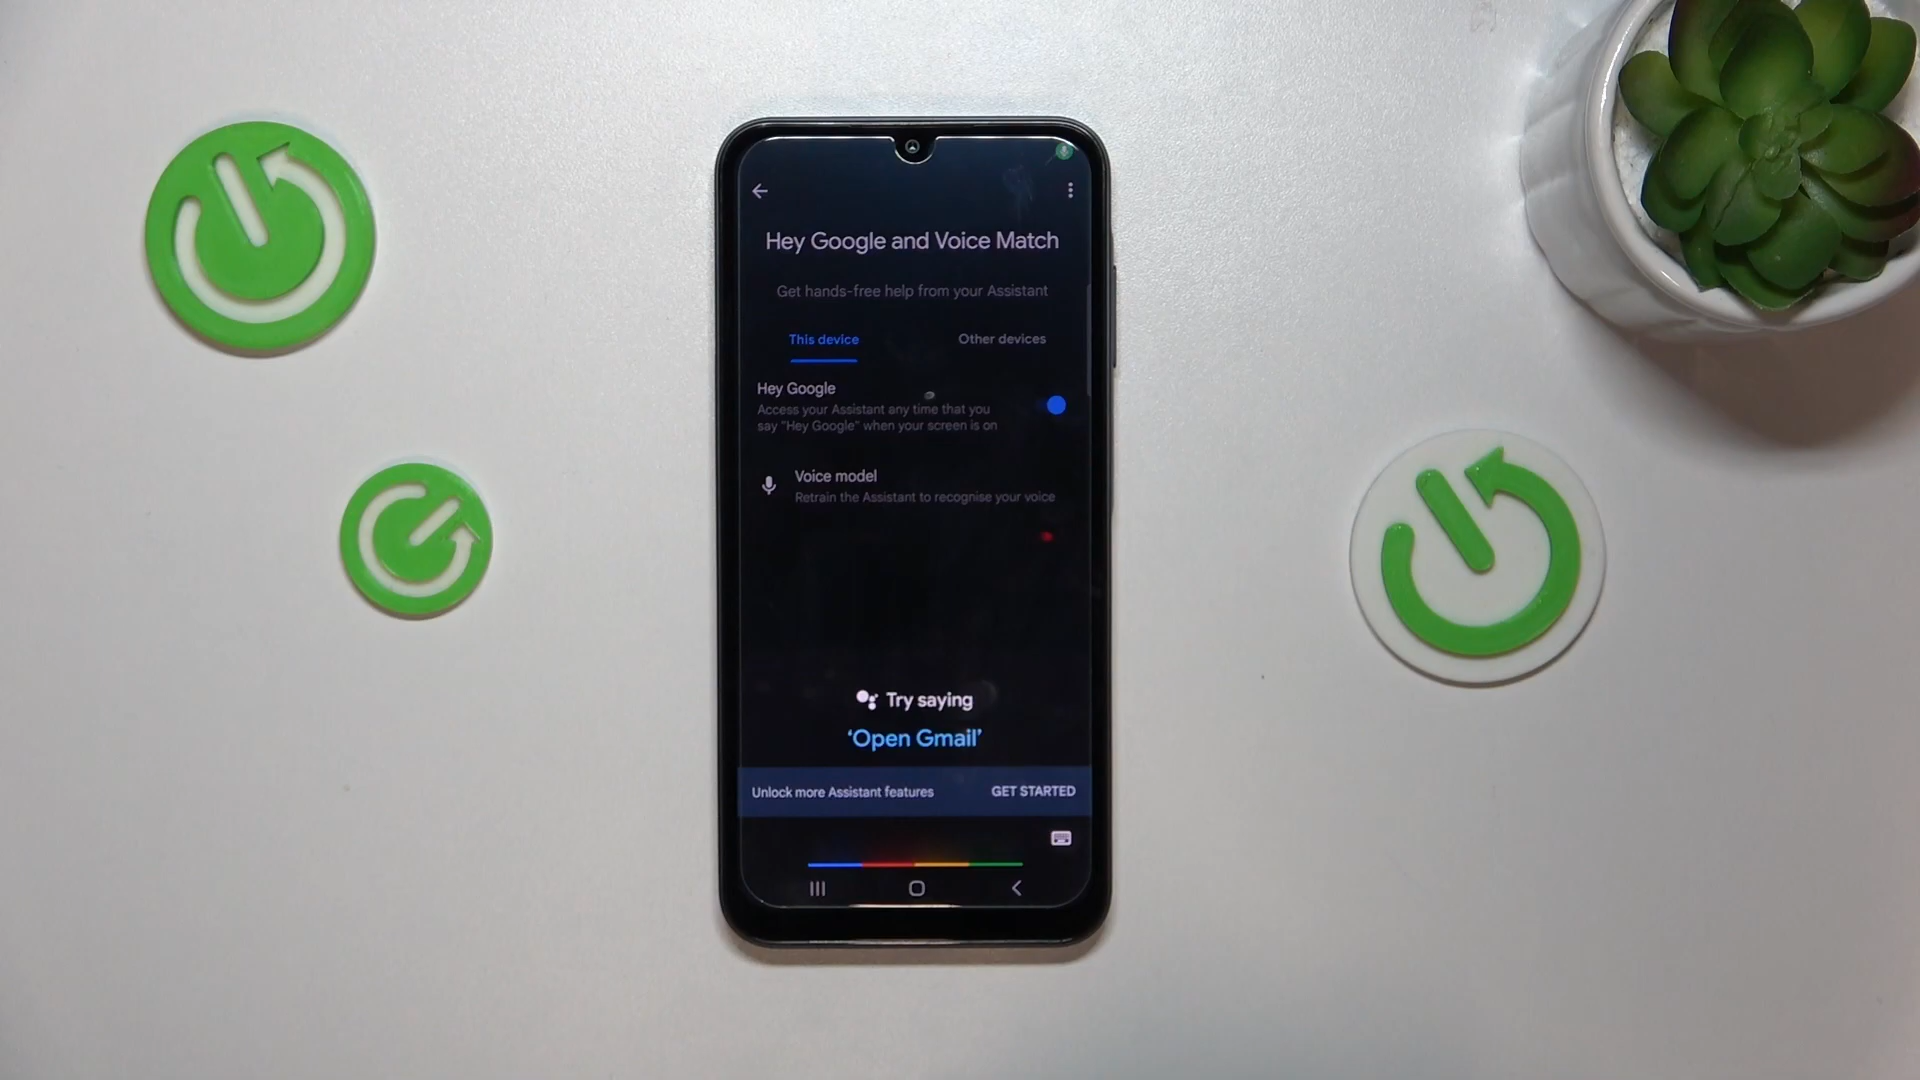 Hey Google and Voice Match
Get hands-free help from your Assistant
This device
Other devices
Hey Google
Access your Assistant any time that you
say "Hey Google" when your screen is on
Voice model
Retrain the Assistant to recognise your voice
Try saying
‘Open Gmail’
Unlock more Assistant features
GET STARTED